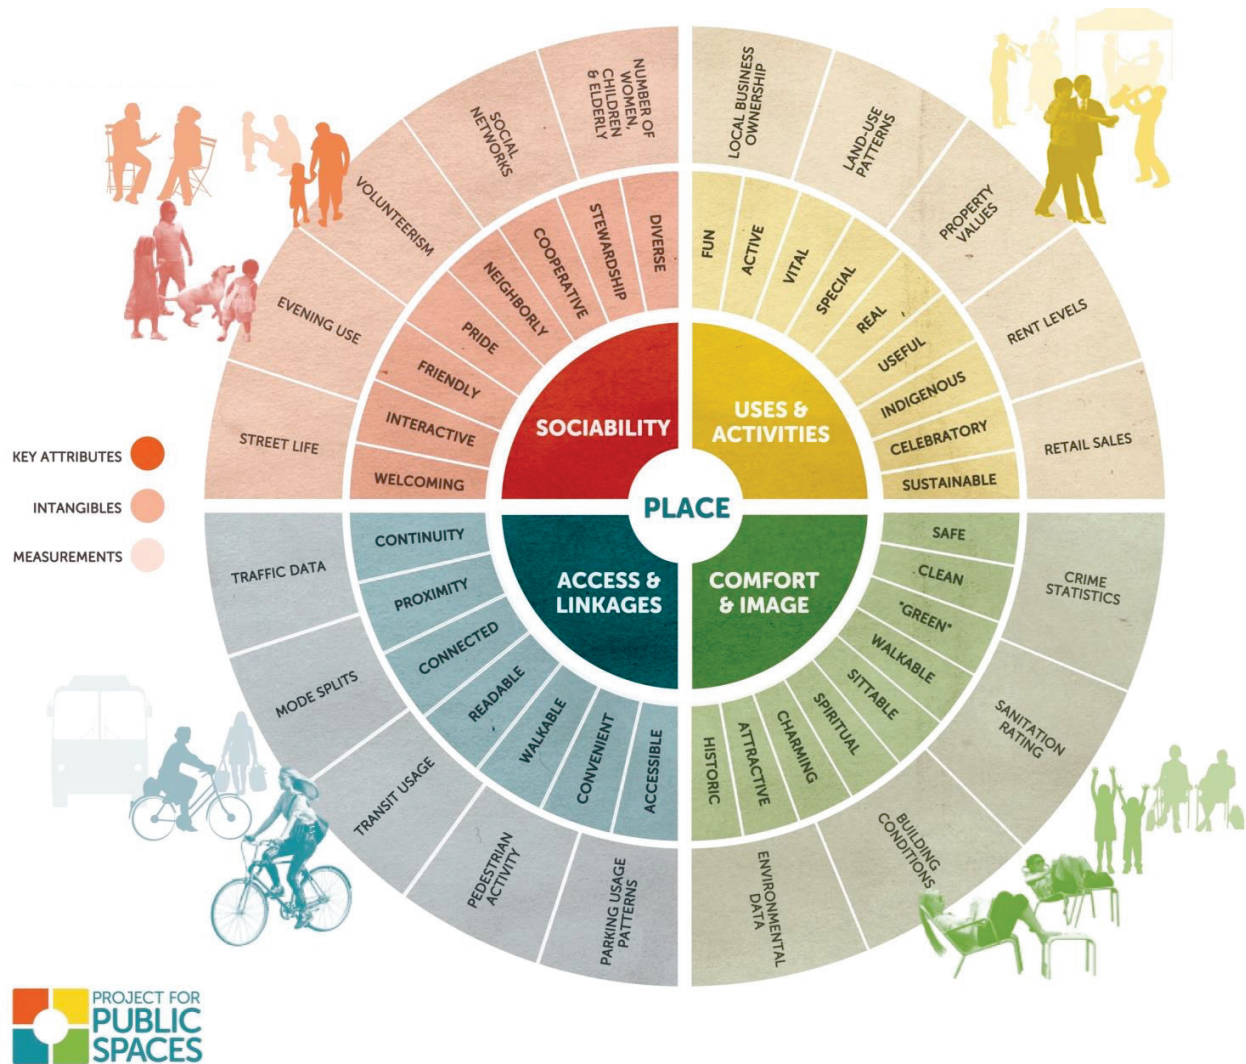 NUMBER OF
WOMEN,
CHILDREN
& ELDERLY
SOCIAL
NETWORKS
VOLUNTEERISM
EVENING USE
STREET LIFE
DIVERSE
STEWARDSHIP
COOPERATIVE
NEIGHBORLY
PRIDE
FRIENDLY
INTERACTIVE
WELCOMING
SOCIABILITY
LOCAL BUSINESS
OWNERSHIP
LAND-USE
PATTERNS
PROPERTY
VALUES
RENT LEVELS
RETAIL SALES
FUN
ACTIVE
VITAL
SPECIAL
REAL
USEFUL
INDIGENOUS
CELEBRATORY
SUSTAINABLE
USES &
ACTIVITIES
PLACE
KEY ATTRIBUTES
INTANGIBLES
MEASUREMENTS
ACCESS &
LINKAGES
CONTINUITY
PROXIMITY
CONNECTED
READABLE
WALKABLE
CONVENIENT
ACCESSIBLE
TRAFFIC DATA
MODE SPLITS
TRANSIT USAGE
PEDESTRIAN
ACTIVITY
PARKING USAGE
PATTERNS
COMFORT
& IMAGE
SAFE
CLEAN
"GREEN"
WALKABLE
SITTABLE
SPIRITUAL
CHARMING
ATTRACTIVE
HISTORIC
CRIME
STATISTICS
SANITATION
RATING
BUILDING
CONDITIONS
ENVIRONMENTAL
DATA
PROJECT FOR
PUBLIC
SPACES